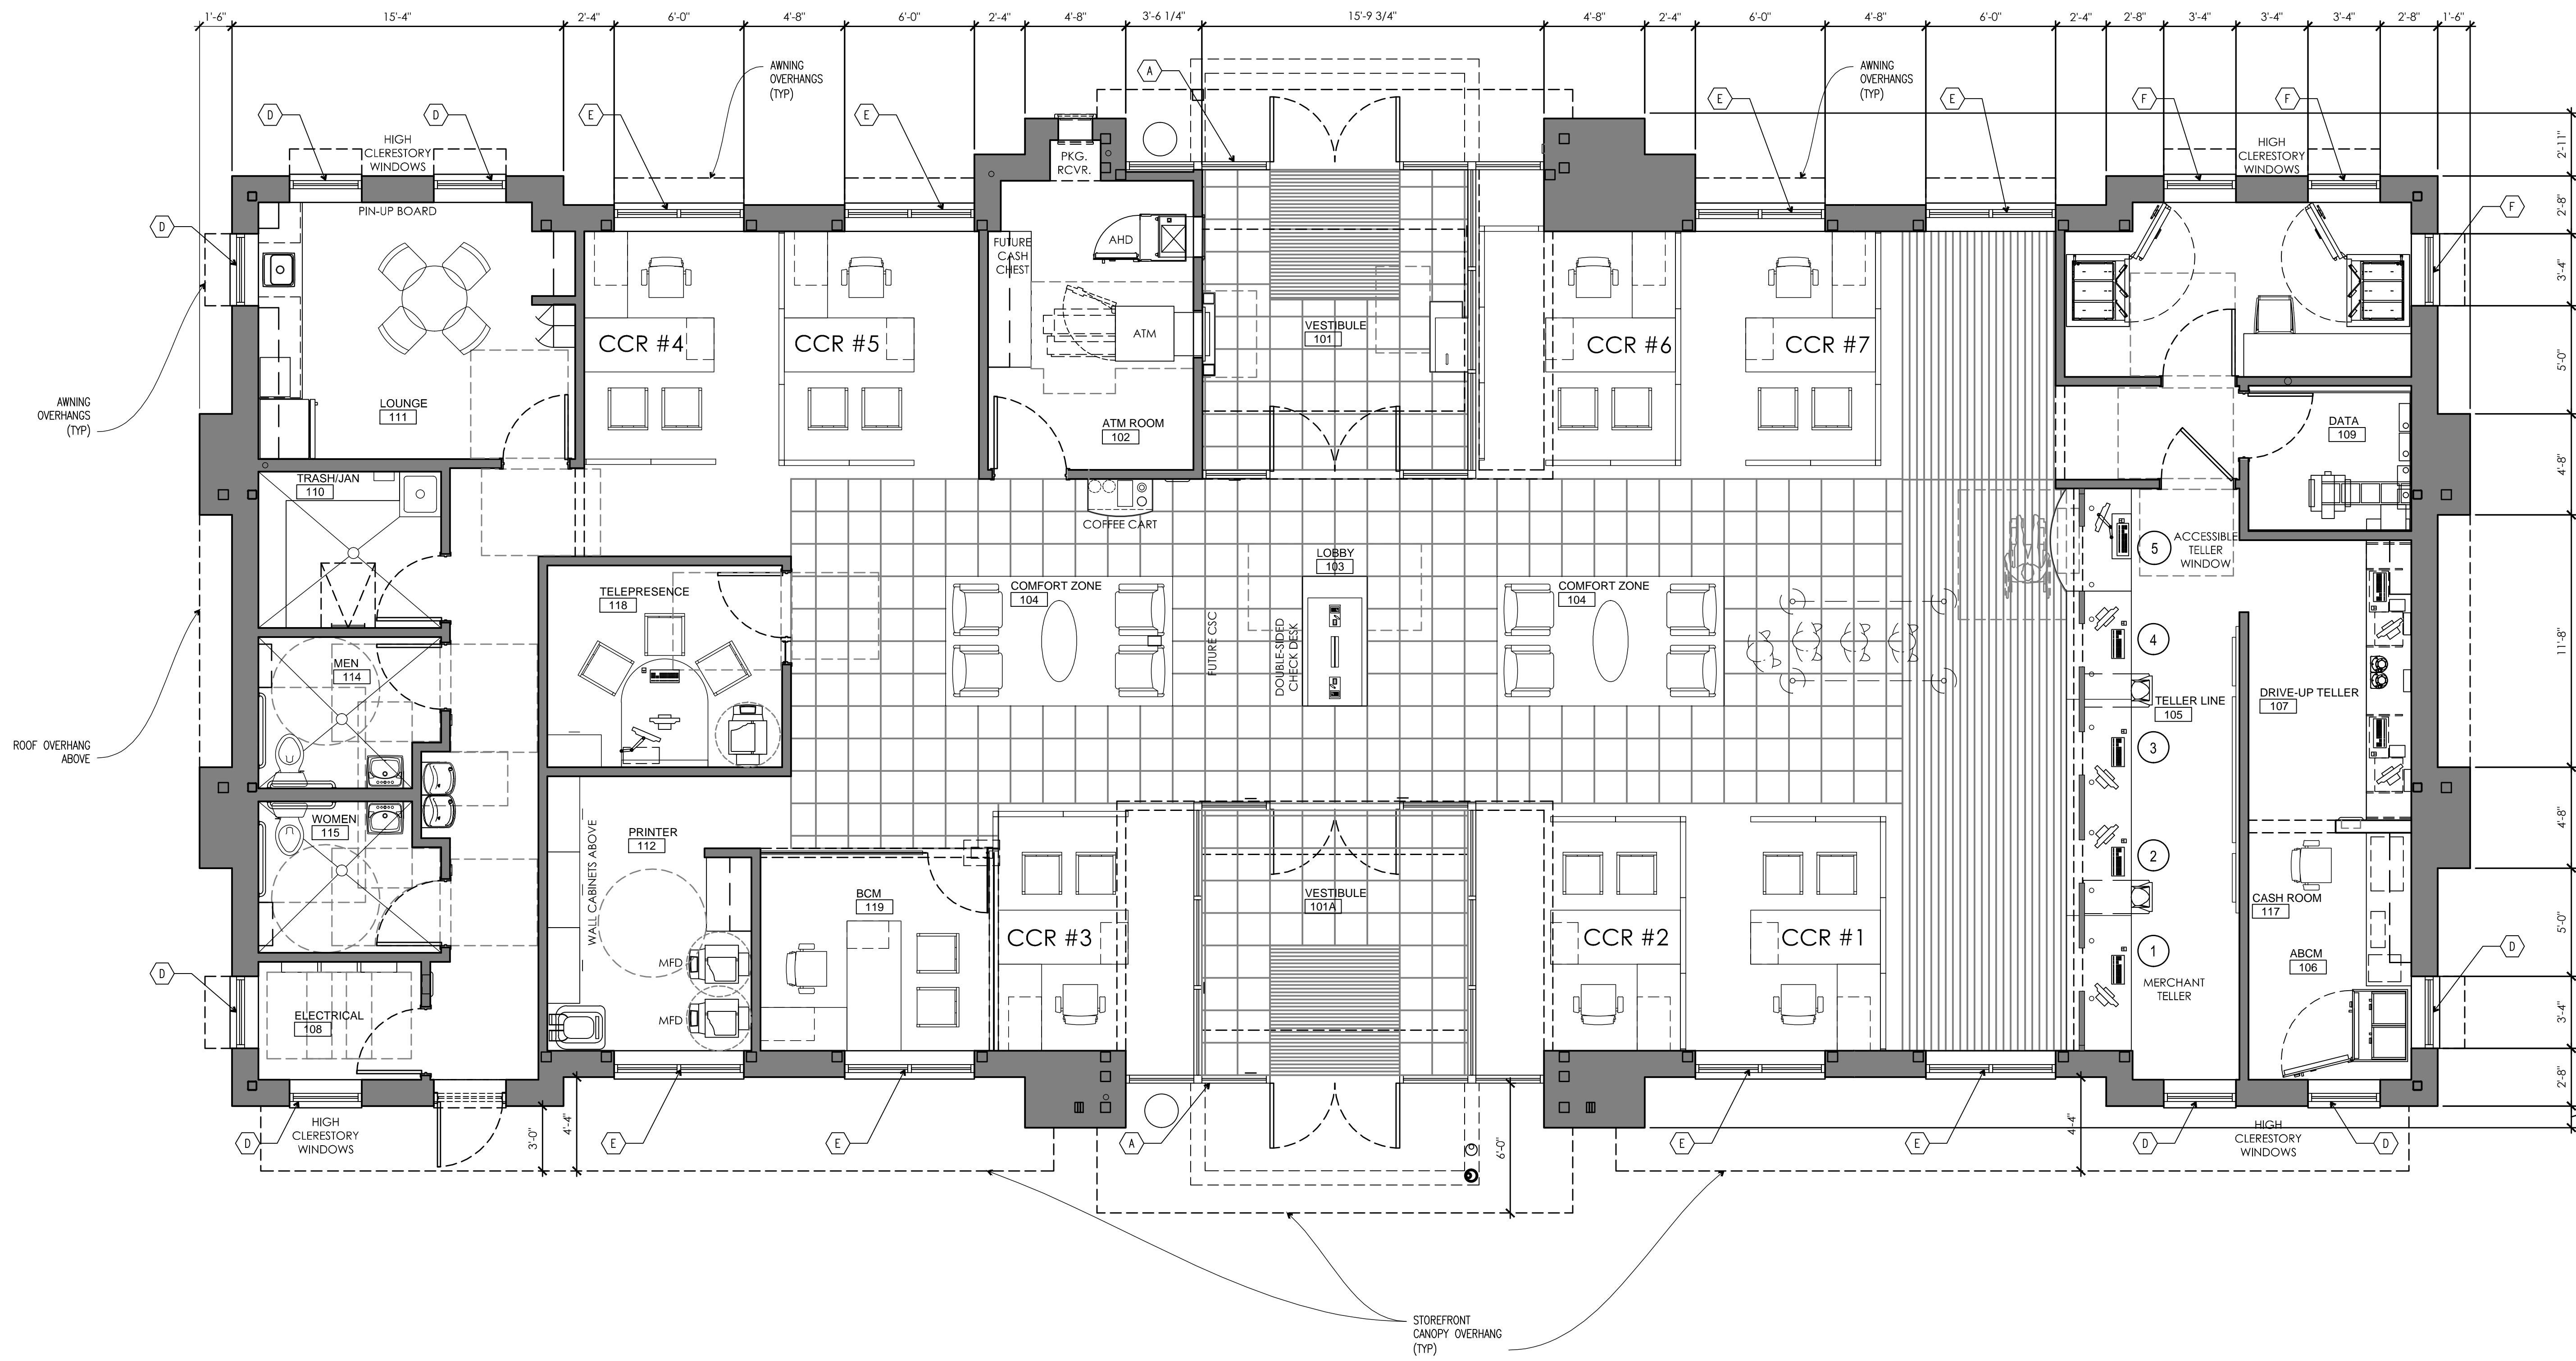 1'-6" 15'-4" 2'-4" 6'-0" 4'-8" 6'-0" 2'-4" 4'-8" 3'-6 1/4" 15'-9 3/4" 4'-8" 2'-4" 6'-0" 4'-8" 6'-0" 2'-4" 2'-8" 3'-4" 3'-4" 3'-4" 2'-8" 1'-6"
AWNING
OVERHANGS
(TYP)
A
AWNING
OVERHANGS
(TYP)
D
D
E
E
E
E
F
F
HIGH
CLERESTORY
WINDOWS
HIGH
CLERESTORY
WINDOWS
2'-11"
2'-8"
3'-4"
5'-0"
4'-8"
11'-8"
4'-8"
5'-0"
3'-4"
2'-8"
PKG.
RCVR.
PIN-UP BOARD
D
F
FUTURE
CASH
CHEST
AHD
ATM
VESTIBULE
101
CCR #4
CCR #5
CCR #6
CCR #7
AWNING
OVERHANGS
(TYP)
LOUNGE
111
ATM ROOM
102
DATA
109
TRASH/JAN
110
COFFEE CART
LOBBY
103
5
ACCESSIBLE
TELLER
WINDOW
TELEPRESENCE
118
COMFORT ZONE
104
COMFORT ZONE
104
FUTURE CSC
DOUBLE-SIDED
CHECK DESK
4
MEN
114
TELLER LINE
105
DRIVE-UP TELLER
107
ROOF OVERHANG
ABOVE
3
WOMEN
115
PRINTER
112
WALL CABINETS ABOVE
2
BCM
119
VESTIBULE
101A
CASH ROOM
117
CCR #3
CCR #2
CCR #1
1
ABCM
106
MFD
MFD
D
D
MERCHANT
TELLER
ELECTRICAL
108
HIGH
CLERESTORY
WINDOWS
D
3'-0"
4'-4"
E
E
A
6'-0"
E
E
4'-4"
D
D
HIGH
CLERESTORY
WINDOWS
STOREFRONT
CANOPY OVERHANG
(TYP)